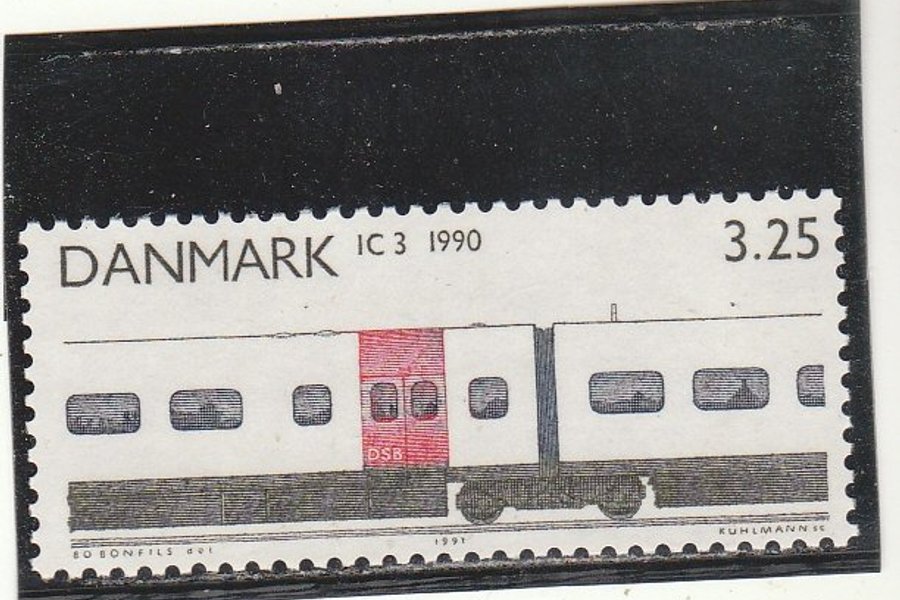 DANMARK IC 3 1990 3.25
DSB
BO BONFILS del 1991 KUHLMANN sc